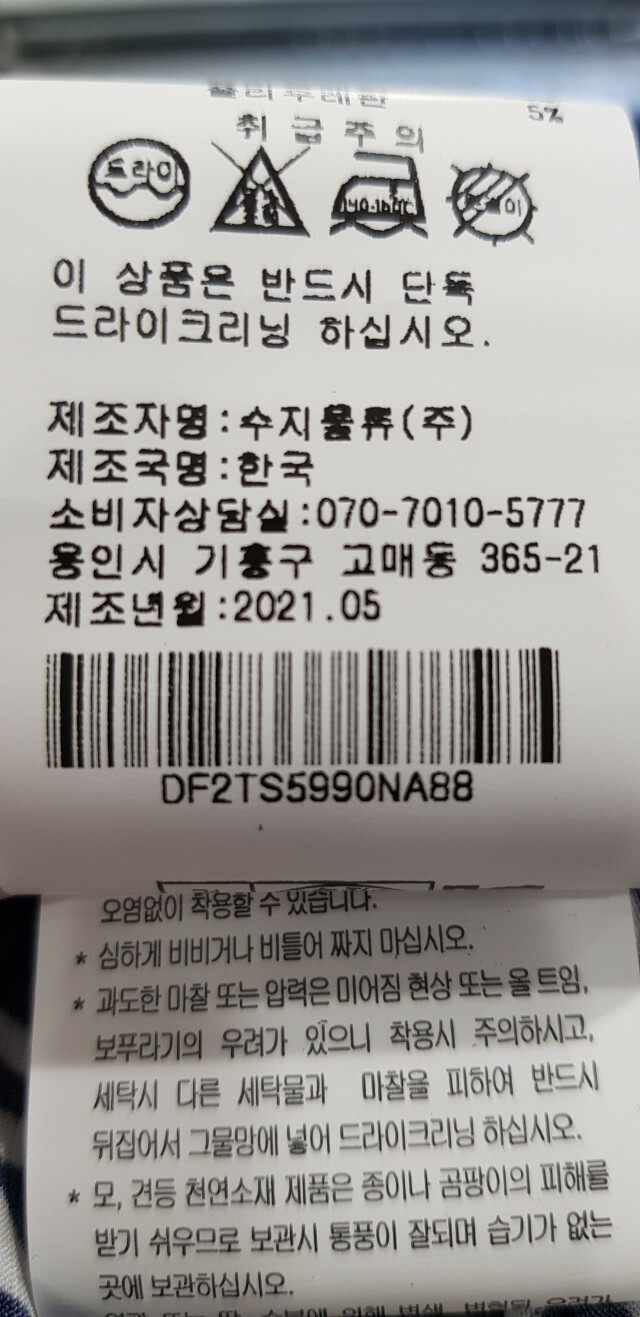 폴리우레탄 5%
취급주의
드라이 140-160℃
이 상품은 반드시 단독
드라이크리닝 하십시오.
제조자명:수지물류(주)
제조국명:한국
소비자상담실:070-7010-5777
용인시 기흥구 고매동 365-21
제조년월:2021.05
DF2TS5990NA88
오염없이 착용할 수 있습니다.
* 심하게 비비거나 비틀어 짜지 마십시오.
* 과도한 마찰 또는 압력은 미어짐 현상 또는 올 트임,
보푸라기의 우려가 있으니 착용시 주의하시고,
세탁시 다른 세탁물과 마찰을 피하여 반드시
뒤집어서 그물망에 넣어 드라이크리닝 하십시오.
* 모, 견등 천연소재 제품은 종이나 곰팡이의 피해를
받기 쉬우므로 보관시 통풍이 잘되며 습기가 없는
곳에 보관하십시오.